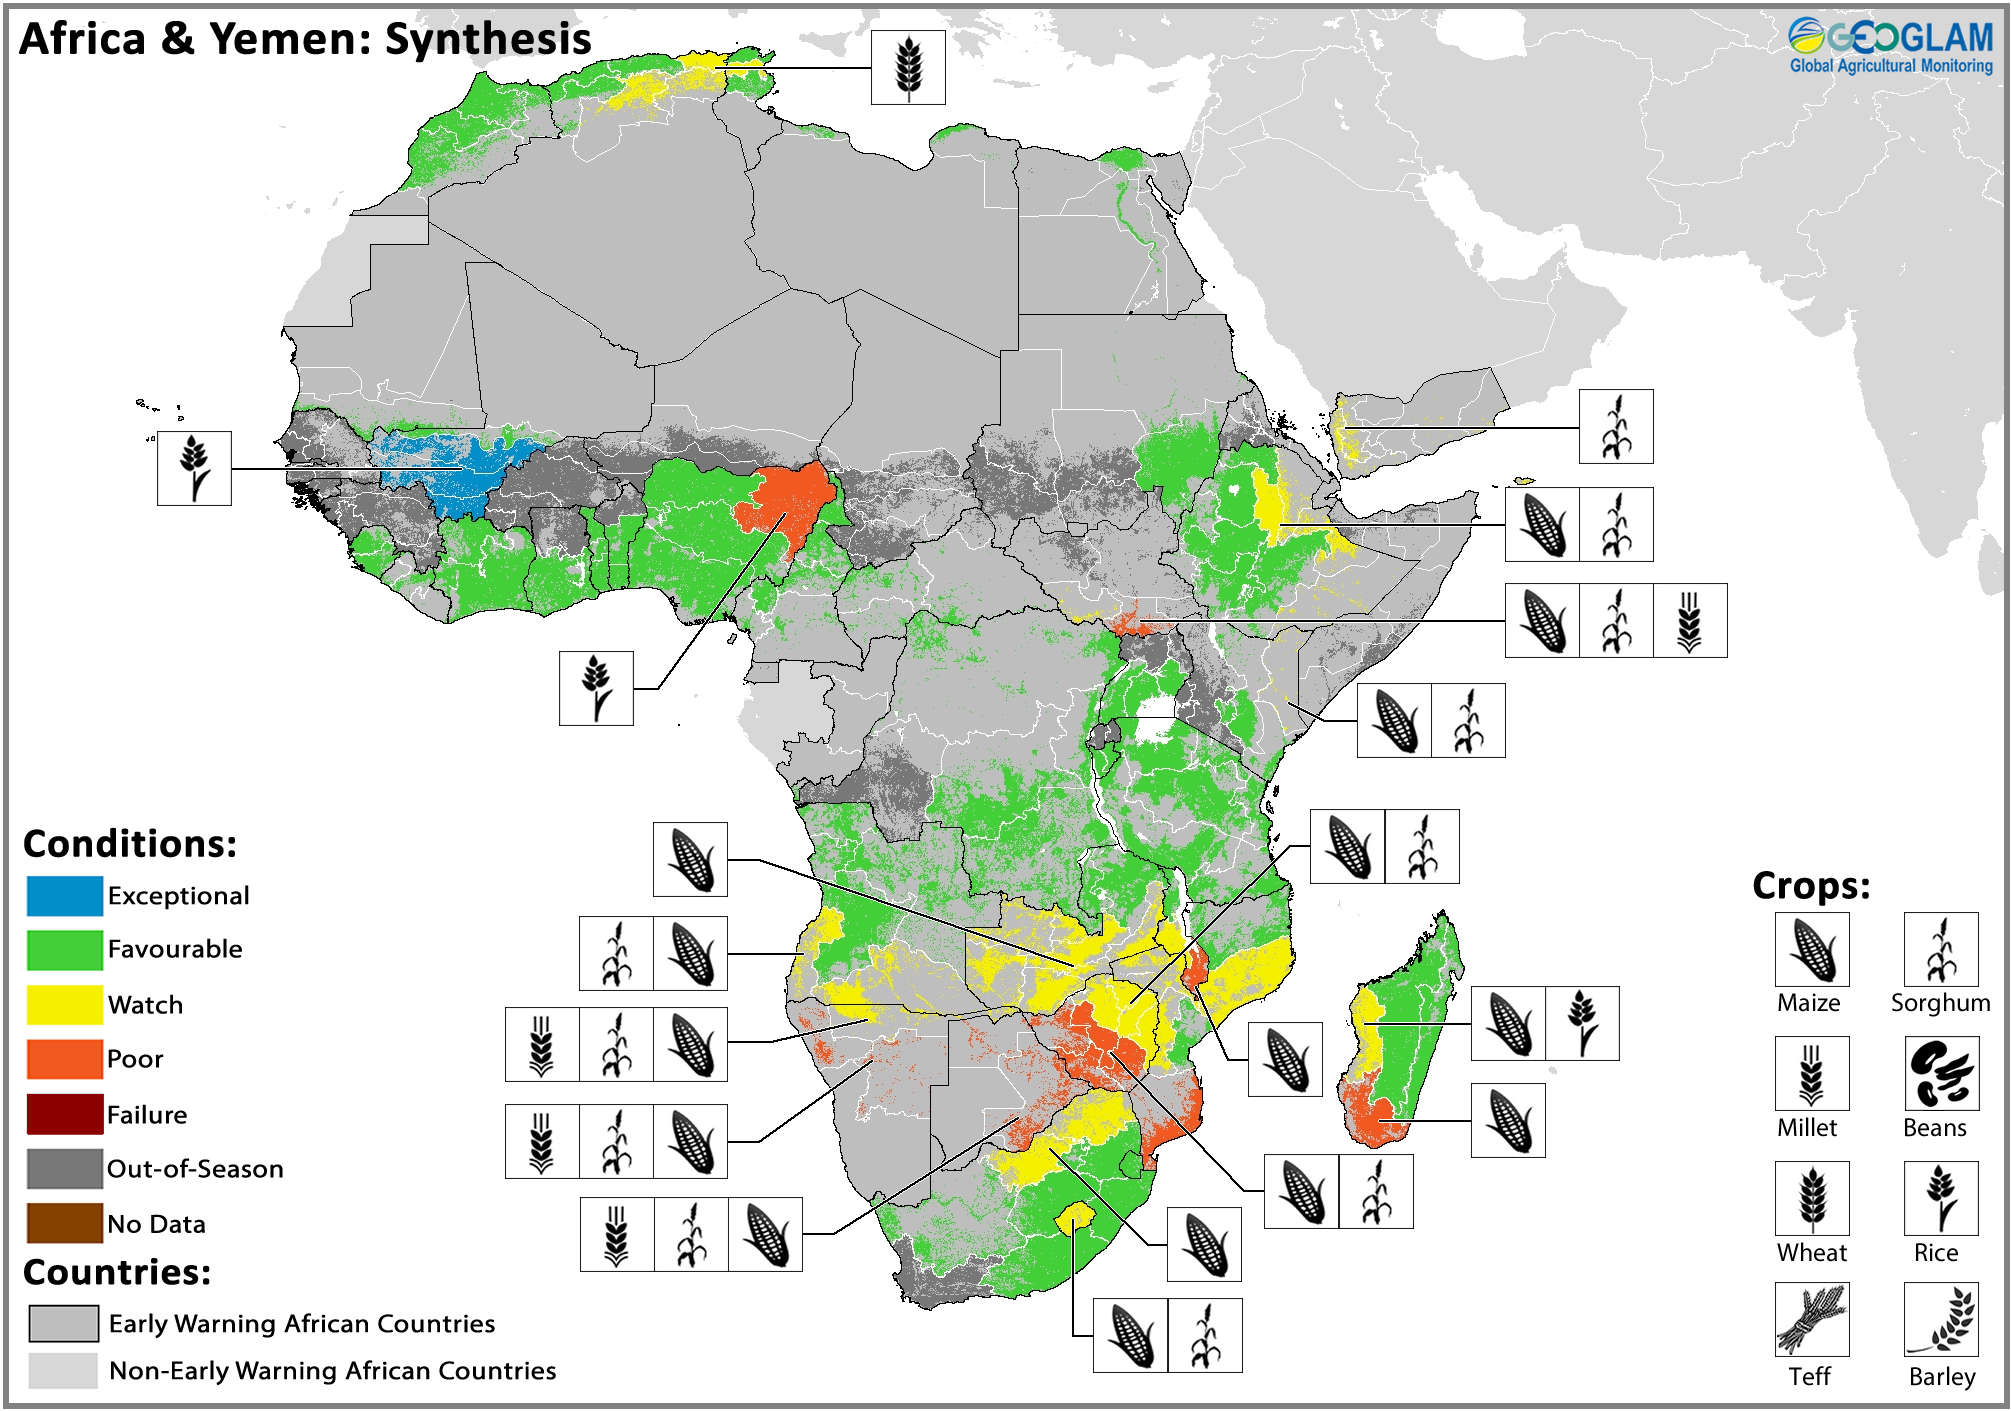 Africa & Yemen: Synthesis
GEOGLAM
Global Agricultural Monitoring
Conditions:
Exceptional
Favourable
Watch
Poor
Failure
Out-of-Season
No Data
Countries:
Early Warning African Countries
Non-Early Warning African Countries
Crops:
Maize
Sorghum
Millet
Beans
Wheat
Rice
Teff
Barley